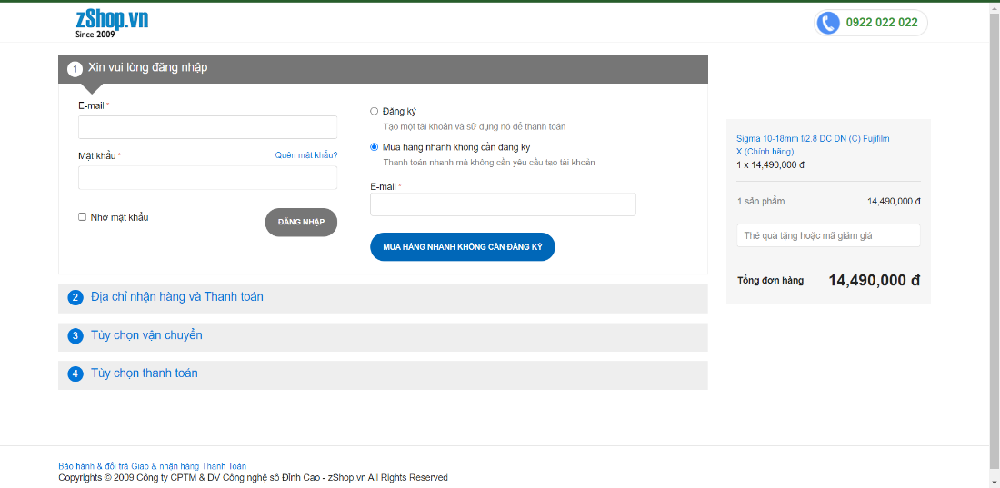 zShop.vn
Since 2009
0922 022 022
1 Xin vui lòng đăng nhập
E-mail *
Mật khẩu *
Quên mật khẩu?
Nhớ mật khẩu
ĐĂNG NHẬP
Đăng ký
Tạo một tài khoản và sử dụng nó để thanh toán
Mua hàng nhanh không cần đăng ký
Thanh toán nhanh mà không cần yêu cầu tạo tài khoản
E-mail *
MUA HÀNG NHANH KHÔNG CẦN ĐĂNG KÝ
2 Địa chỉ nhận hàng và Thanh toán
3 Tùy chọn vận chuyển
4 Tùy chọn thanh toán
Sigma 10-18mm f/2.8 DC DN (C) Fujifilm
X (Chính hãng)
1 x 14,490,000 đ
1 sản phẩm 14,490,000 đ
Thẻ quà tặng hoặc mã giảm giá
Tổng đơn hàng 14,490,000 đ
Bảo hành & đổi trả Giao & nhận hàng Thanh Toán
Copyrights © 2009 Công ty CPTM & DV Công nghệ số Đỉnh Cao - zShop.vn All Rights Reserved